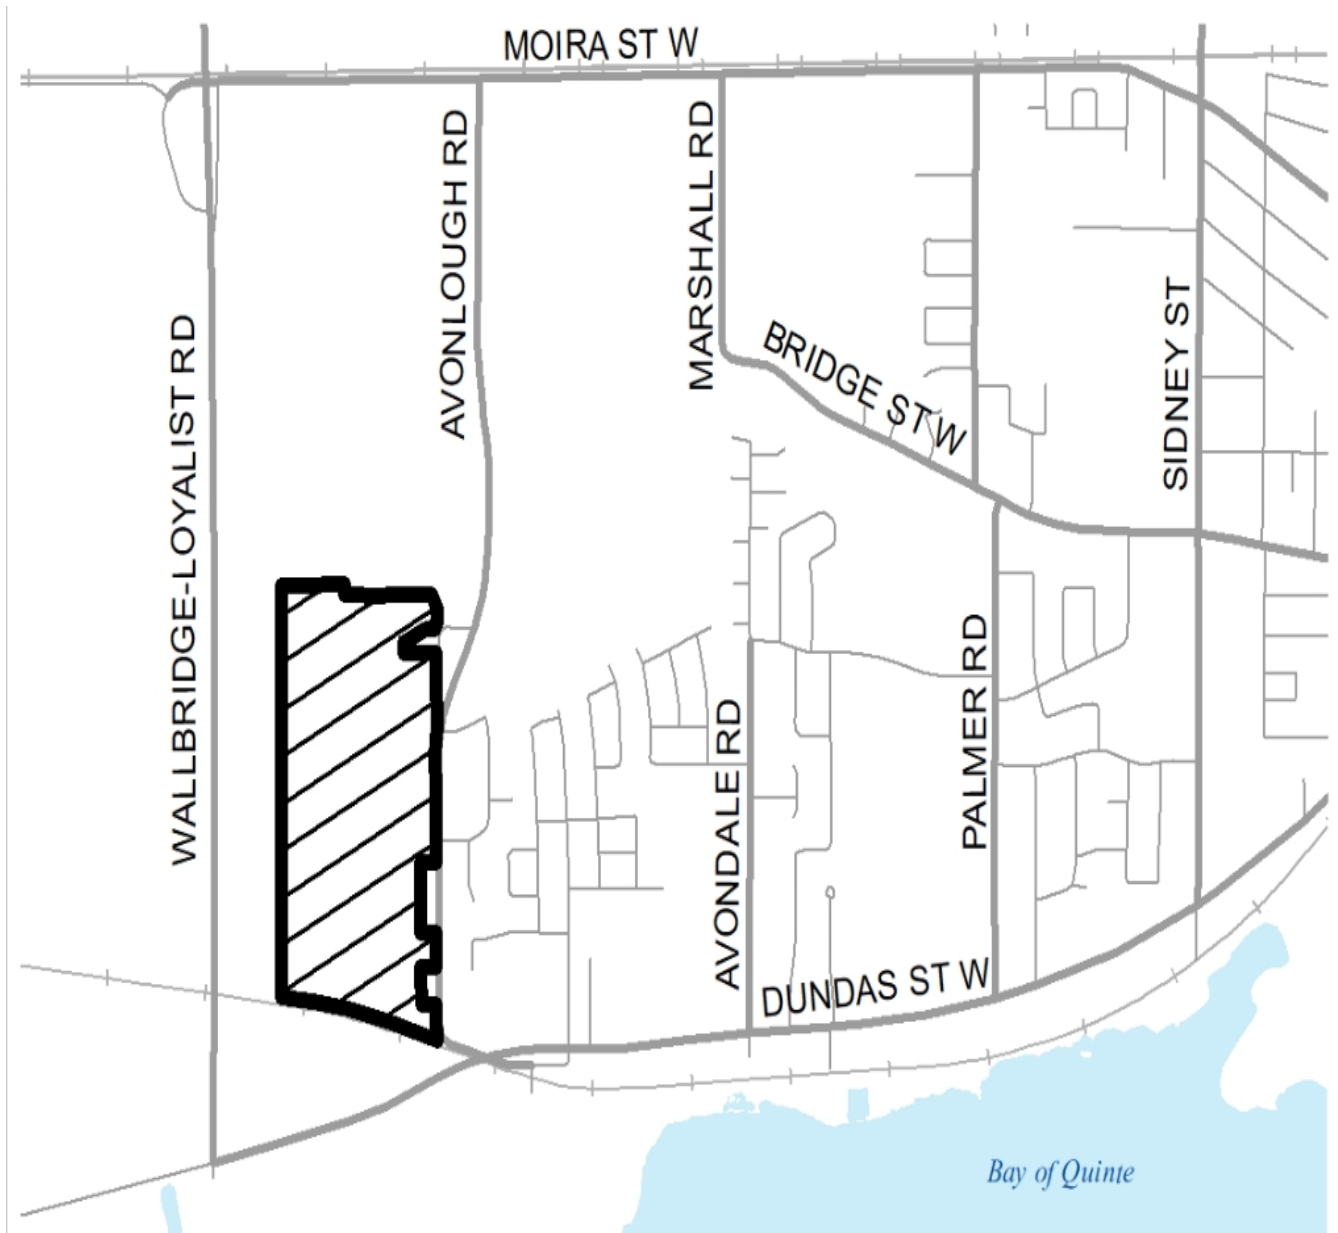 MOIRA ST W
AVONLOUGH RD
MARSHALL RD
BRIDGE ST W
SIDNEY ST
WALLBRIDGE-LOYALIST RD
PALMER RD
AVONDALE RD
DUNDAS ST W
Bay of Quinte